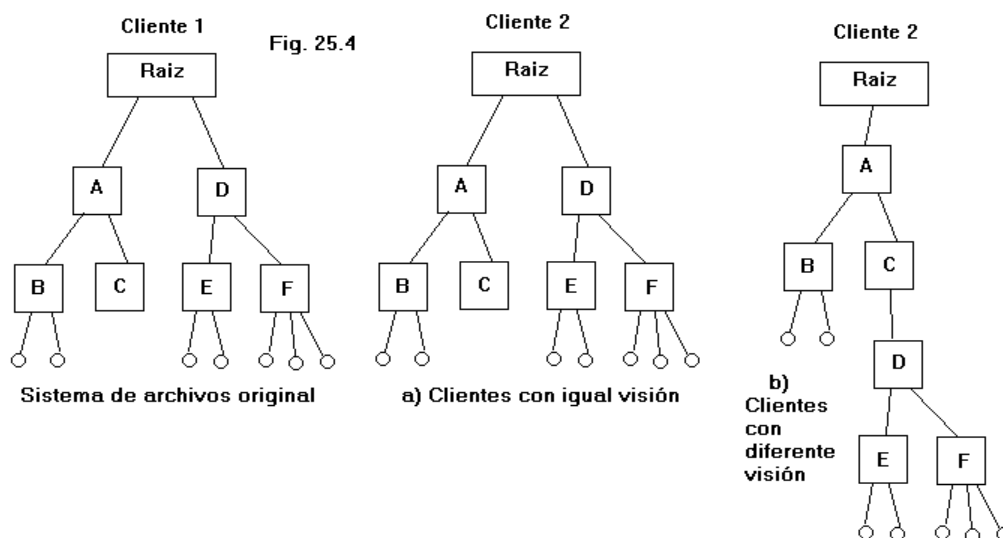 Cliente 1
Fig. 25.4
Raiz
A
D
B
C
E
F
Sistema de archivos original
Cliente 2
Raiz
A
D
B
C
E
F
a) Clientes con igual visión
Cliente 2
Raiz
A
B
C
D
E
F
b)
Clientes
con
diferente
visión